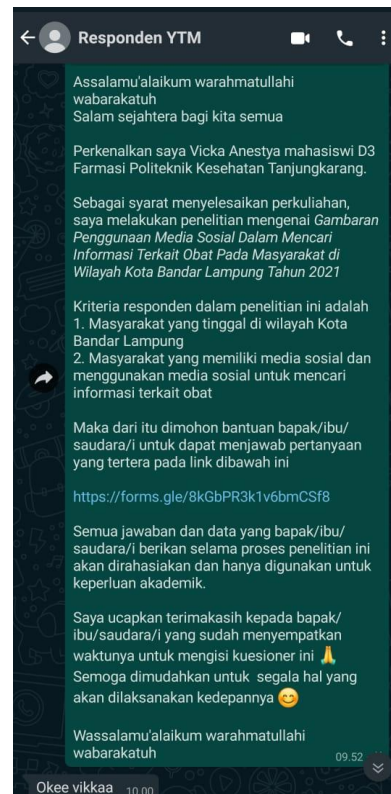 Responden YTM
Assalamu'alaikum warahmatullahi
wabarakatuh
Salam sejahtera bagi kita semua
Perkenalkan saya Vicka Anestya mahasiswi D3
Farmasi Politeknik Kesehatan Tanjungkarang.
Sebagai syarat menyelesaikan perkuliahan,
saya melakukan penelitian mengenai Gambaran
Penggunaan Media Sosial Dalam Mencari
Informasi Terkait Obat Pada Masyarakat di
Wilayah Kota Bandar Lampung Tahun 2021
Kriteria responden dalam penelitian ini adalah
1. Masyarakat yang tinggal di wilayah Kota
Bandar Lampung
2. Masyarakat yang memiliki media sosial dan
menggunakan media sosial untuk mencari
informasi terkait obat
Maka dari itu dimohon bantuan bapak/ibu/
saudara/i untuk dapat menjawab pertanyaan
yang tertera pada link dibawah ini
https://forms.gle/8kGbPR3k1v6bmCSf8
Semua jawaban dan data yang bapak/ibu/
saudara/i berikan selama proses penelitian ini
akan dirahasiakan dan hanya digunakan untuk
keperluan akademik.
Saya ucapkan terimakasih kepada bapak/
ibu/saudara/i yang sudah menyempatkan
waktunya untuk mengisi kuesioner ini 🙏
Semoga dimudahkan untuk segala hal yang
akan dilaksanakan kedepannya 😊
Wassalamu'alaikum warahmatullahi
wabarakatuh 09.52
Okee vikkaa 10.00